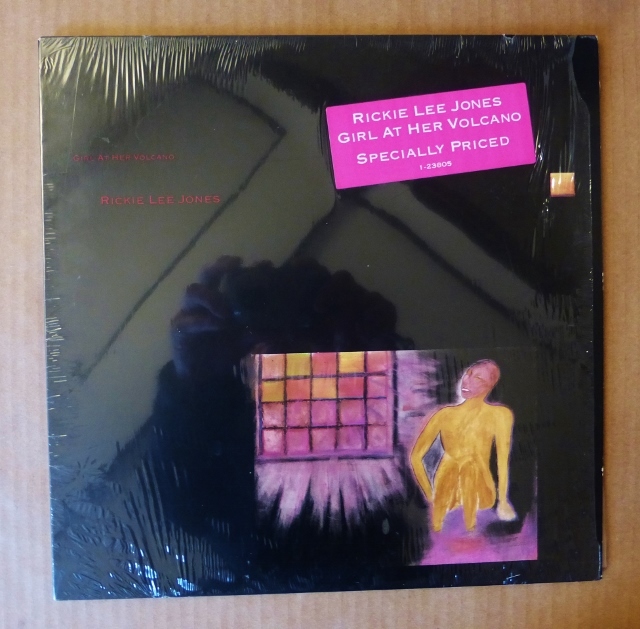 RICKIE LEE JONES
GIRL AT HER VOLCANO
SPECIALLY PRICED
1-23805
GIRL AT HER VOLCANO
RICKIE LEE JONES